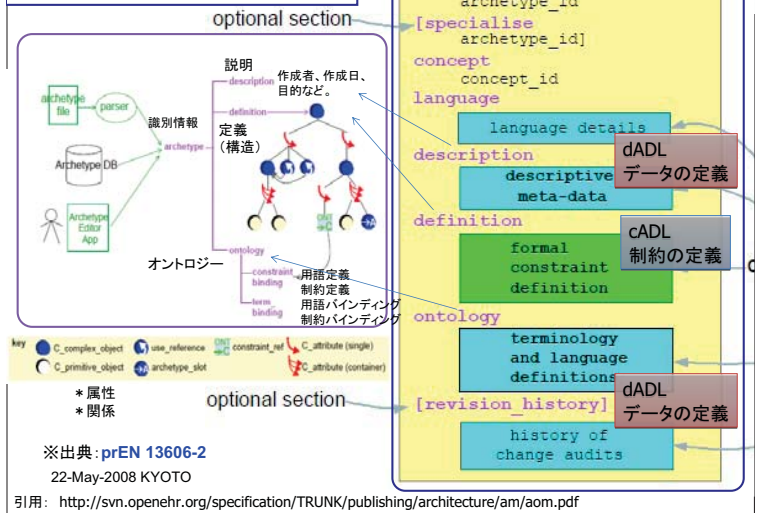 optional section
説明
description
作成者、作成日、
目的など。
archetype
file
parser
識別情報
archetype
definition
定義
(構造)
Archetype DB
Archetype
Editor
App
ONT
→C
→A
オントロジー
ontology
constraint
binding
term_
binding
用語定義
制約定義
用語バインディング
制約バインディング
key
C_complex_object
use_reference
ONT
→C
constraint_ref
C_attribute (single)
C_primitive_object
→A
archetype_slot
C_attribute (container)
*属性
*関係
optional section
※出典:prEN 13606-2
22-May-2008 KYOTO
archetype_id
[specialise
archetype_id]
concept
concept_id
language
language details
description
dADL
データの定義
descriptive
meta-data
definition
cADL
制約の定義
formal
constraint
definition
ontology
terminology
and language
definitions
dADL
データの定義
[revision_history]
history of
change audits
引用: http://svn.openehr.org/specification/TRUNK/publishing/architecture/am/aom.pdf